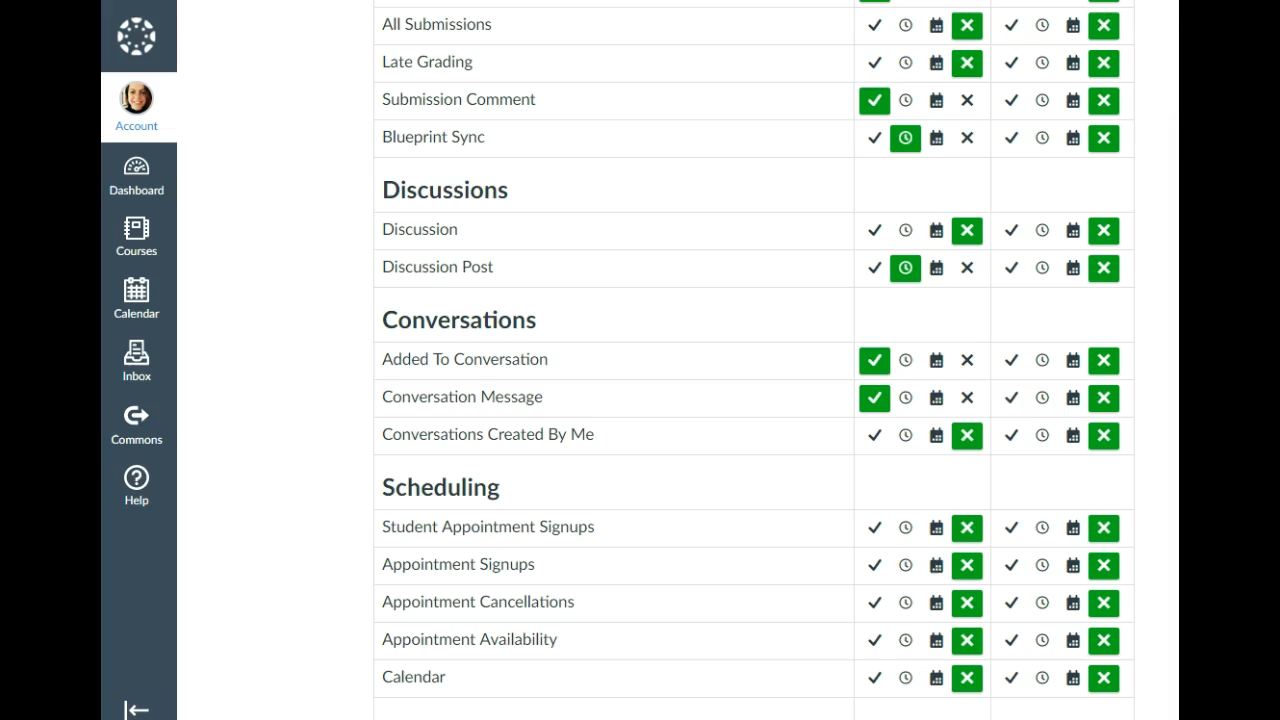 All Submissions
Late Grading
Submission Comment
Blueprint Sync
Discussions
Discussion
Discussion Post
Conversations
Added To Conversation
Conversation Message
Conversations Created By Me
Scheduling
Student Appointment Signups
Appointment Signups
Appointment Cancellations
Appointment Availability
Calendar
Account
Dashboard
Courses
Calendar
Inbox
Commons
Help